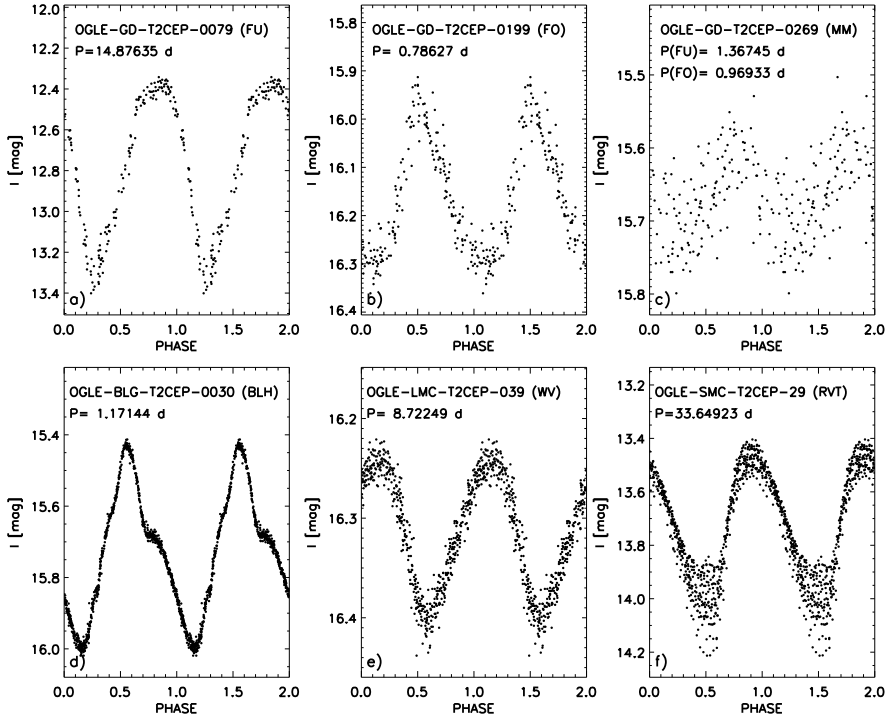 OGLE-GD-T2CEP-0079 (FU)
P=14.87635 d
I [mag]
12.0
12.2
12.4
12.6
12.8
13.0
13.2
13.4
a)
0.0 0.5 1.0 1.5 2.0
PHASE
OGLE-GD-T2CEP-0199 (FO)
P= 0.78627 d
I [mag]
15.8
15.9
16.0
16.1
16.2
16.3
16.4
b)
0.0 0.5 1.0 1.5 2.0
PHASE
OGLE-GD-T2CEP-0269 (MM)
P(FU)= 1.36745 d
P(FO)= 0.96933 d
I [mag]
15.5
15.6
15.7
15.8
c)
0.0 0.5 1.0 1.5 2.0
PHASE
OGLE-BLG-T2CEP-0030 (BLH)
P= 1.17144 d
I [mag]
15.4
15.6
15.8
16.0
d)
0.0 0.5 1.0 1.5 2.0
PHASE
OGLE-LMC-T2CEP-039 (WV)
P= 8.72249 d
I [mag]
16.2
16.3
16.4
e)
0.0 0.5 1.0 1.5 2.0
PHASE
OGLE-SMC-T2CEP-29 (RVT)
P=33.64923 d
I [mag]
13.2
13.4
13.6
13.8
14.0
14.2
f)
0.0 0.5 1.0 1.5 2.0
PHASE